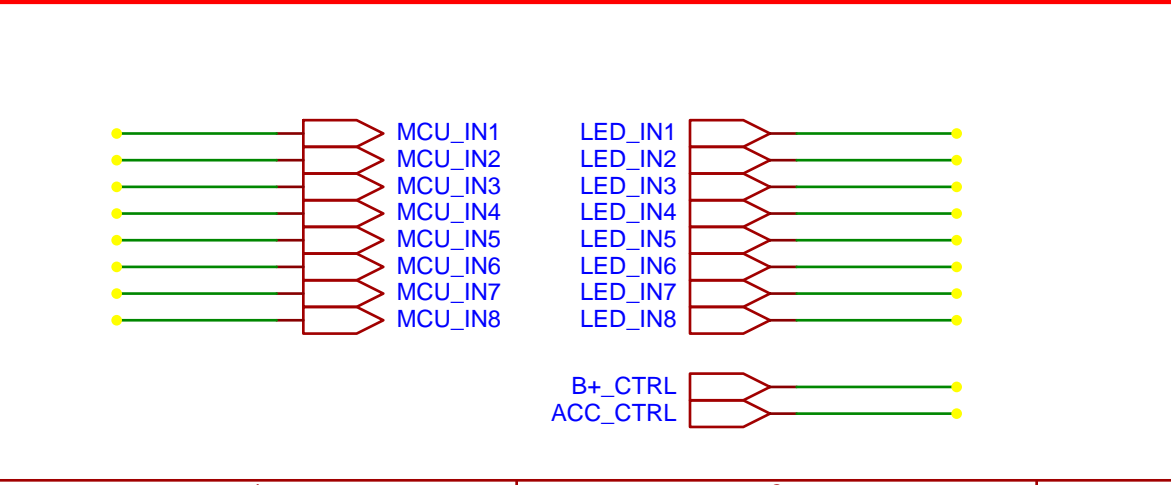 MCU_IN1
MCU_IN2
MCU_IN3
MCU_IN4
MCU_IN5
MCU_IN6
MCU_IN7
MCU_IN8
LED_IN1
LED_IN2
LED_IN3
LED_IN4
LED_IN5
LED_IN6
LED_IN7
LED_IN8
B+_CTRL
ACC_CTRL